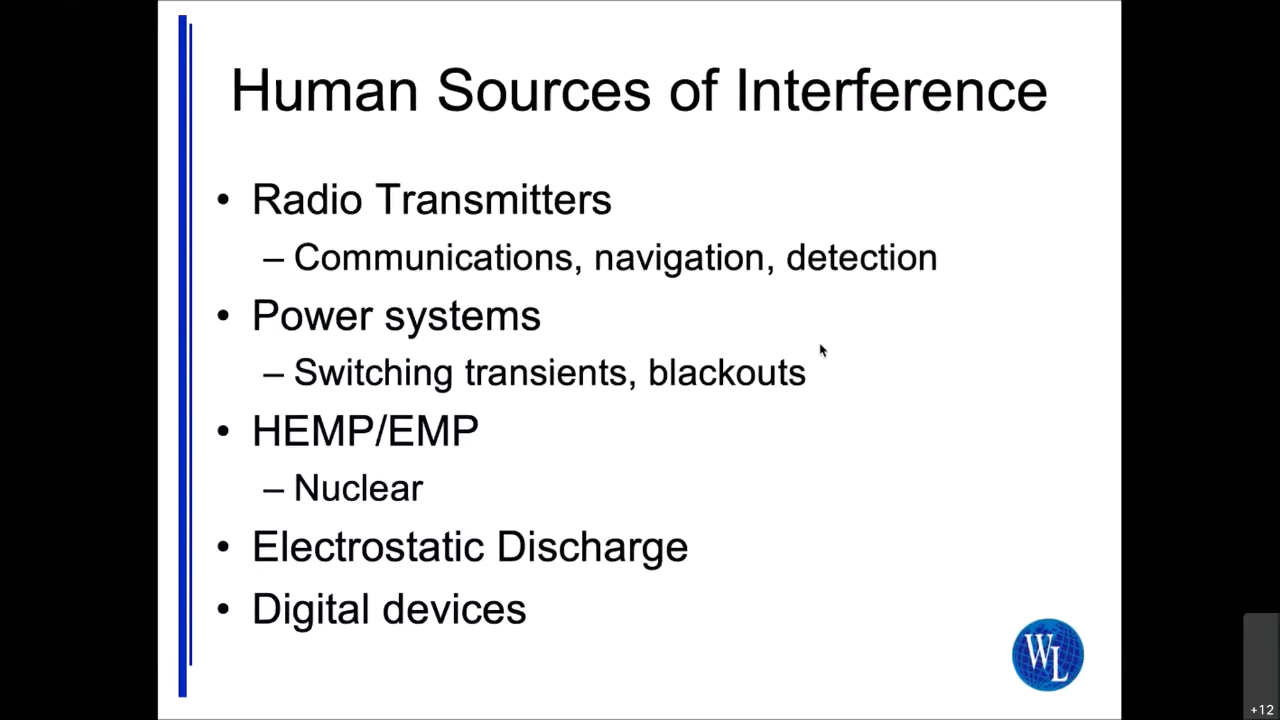 Human Sources of Interference
• Radio Transmitters
– Communications, navigation, detection
• Power systems
– Switching transients, blackouts
• HEMP/EMP
– Nuclear
• Electrostatic Discharge
• Digital devices
WL
+12